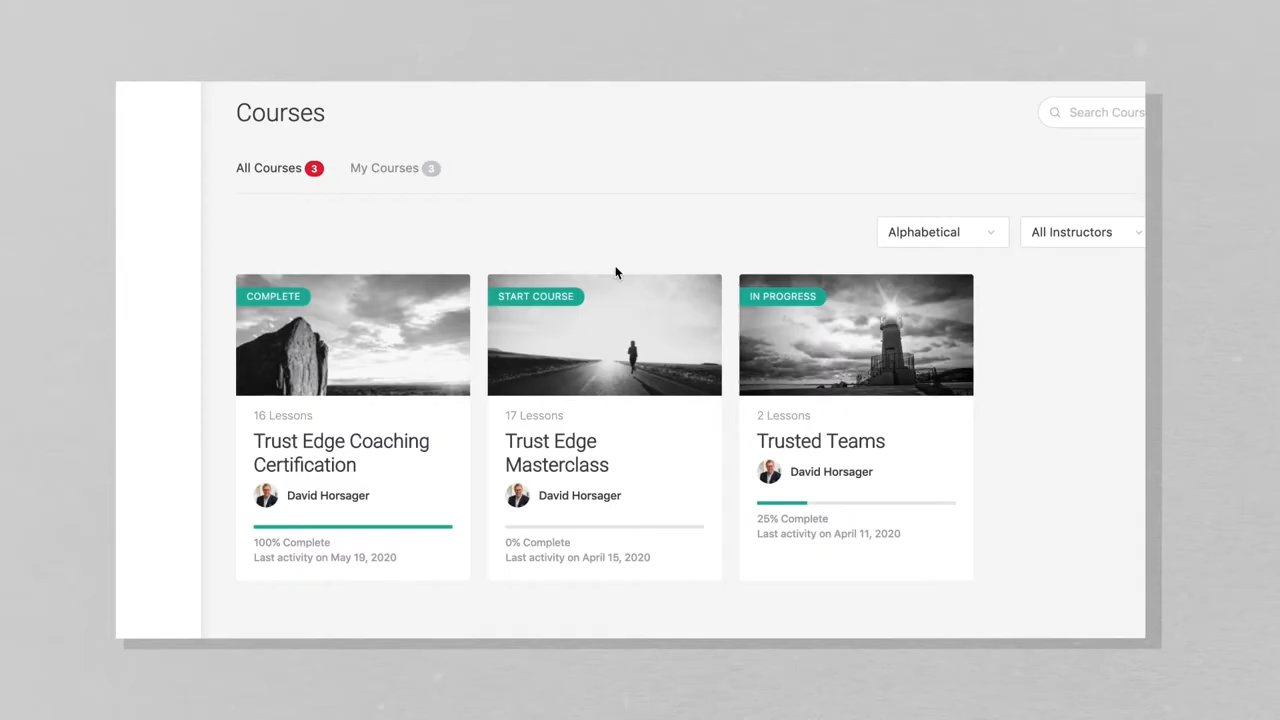 Courses
Search Cours
All Courses 3
My Courses 3
Alphabetical
All Instructors
COMPLETE
16 Lessons
Trust Edge Coaching
Certification
David Horsager
100% Complete
Last activity on May 19, 2020
START COURSE
17 Lessons
Trust Edge
Masterclass
David Horsager
0% Complete
Last activity on April 15, 2020
IN PROGRESS
2 Lessons
Trusted Teams
David Horsager
25% Complete
Last activity on April 11, 2020